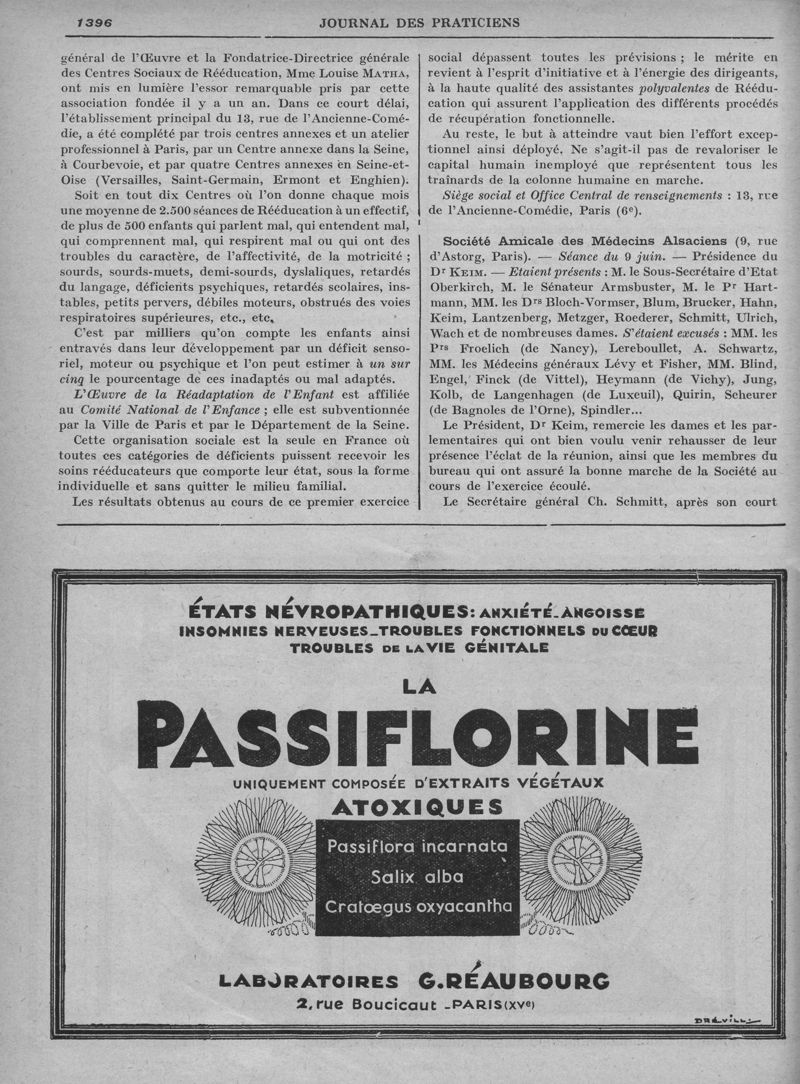 1396
JOURNAL DES PRATICIENS
général de l'Œuvre et la Fondatrice-Directrice générale
des Centres Sociaux de Rééducation, Mme Louise MATHA,
ont mis en lumière l'essor remarquable pris par cette
association fondée il y a un an. Dans ce court délai,
l'établissement principal du 13, rue de l'Ancienne-Comé-
die, a été complété par trois centres annexes et un atelier
professionnel à Paris, par un Centre annexe dans la Seine,
à Courbevoie, et par quatre Centres annexes en Seine-et-
Oise (Versailles, Saint-Germain, Ermont et Enghien).
Soit en tout dix Centres où l'on donne chaque mois
une moyenne de 2.500 séances de Rééducation à un effectif,
de plus de 500 enfants qui parlent mal, qui entendent mal,
qui comprennent mal, qui respirent mal ou qui ont des
troubles du caractère, de l'affectivité, de la motricité ;
sourds, sourds-muets, demi-sourds, dyslaliques, retardés
du langage, déficients psychiques, retardés scolaires, ins-
tables, petits pervers, débiles moteurs, obstrués des voies
respiratoires supérieures, etc., etc.
C'est par milliers qu'on compte les enfants ainsi
entravés dans leur développement par un déficit senso-
riel, moteur ou psychique et l'on peut estimer à un sur
cinq le pourcentage de ces inadaptés ou mal adaptés.
L'Œuvre de la Réadaptation de l'Enfant est affiliée
au Comité National de l'Enfance ; elle est subventionnée
par la Ville de Paris et par le Département de la Seine.
Cette organisation sociale est la seule en France où
toutes ces catégories de déficients puissent recevoir les
soins rééducateurs que comporte leur état, sous la forme
individuelle et sans quitter le milieu familial.
Les résultats obtenus au cours de ce premier exercice
social dépassent toutes les prévisions ; le mérite en
revient à l'esprit d'initiative et à l'énergie des dirigeants,
à la haute qualité des assistantes polyvalentes de Réédu-
cation qui assurent l'application des différents procédés
de récupération fonctionnelle.
Au reste, le but à atteindre vaut bien l'effort excep-
tionnel ainsi déployé. Ne s'agit-il pas de revaloriser le
capital humain inemployé que représentent tous les
traînards de la colonne humaine en marche.
Siège social et Office Central de renseignements : 13, rue
de l'Ancienne-Comédie, Paris (6e).
Société Amicale des Médecins Alsaciens (9, rue
d'Astorg, Paris). — Séance du 9 juin. — Présidence du
Dr KEIM. — Etaient présents : M. le Sous-Secrétaire d'Etat
Oberkirch, M. le Sénateur Armsbuster, M. le Pr Hart-
mann, MM. les Drs Bloch-Vormser, Blum, Brucker, Hahn,
Keim, Lantzenberg, Metzger, Roederer, Schmitt, Ulrich,
Wach et de nombreuses dames. S'étaient excusés : MM. les
Prs Froelich (de Nancy), Lereboullet, A. Schwartz,
MM. les Médecins généraux Lévy et Fisher, MM. Blind,
Engel, Finck (de Vittel), Heymann (de Vichy), Jung,
Kolb, de Langenhagen (de Luxeuil), Quirin, Scheurer
(de Bagnoles de l'Orne), Spindler...
Le Président, Dr Keim, remercie les dames et les par-
lementaires qui ont bien voulu venir rehausser de leur
présence l'éclat de la réunion, ainsi que les membres du
bureau qui ont assuré la bonne marche de la Société au
cours de l'exercice écoulé.
Le Secrétaire général Ch. Schmitt, après son court
ÉTATS NÉVROPATHIQUES: ANXIÉTÉ_ANGOISSE
INSOMNIES NERVEUSES_TROUBLES FONCTIONNELS DU CŒUR
TROUBLES DE LA VIE GÉNITALE
LA
PASSIFLORINE
UNIQUEMENT COMPOSÉE D'EXTRAITS VÉGÉTAUX
ATOXIQUES
Passiflora incarnata
Salix alba
Cratœgus oxyacantha
LABORATOIRES G.RÉAUBOURG
2, rue Boucicaut _PARIS (XVe)